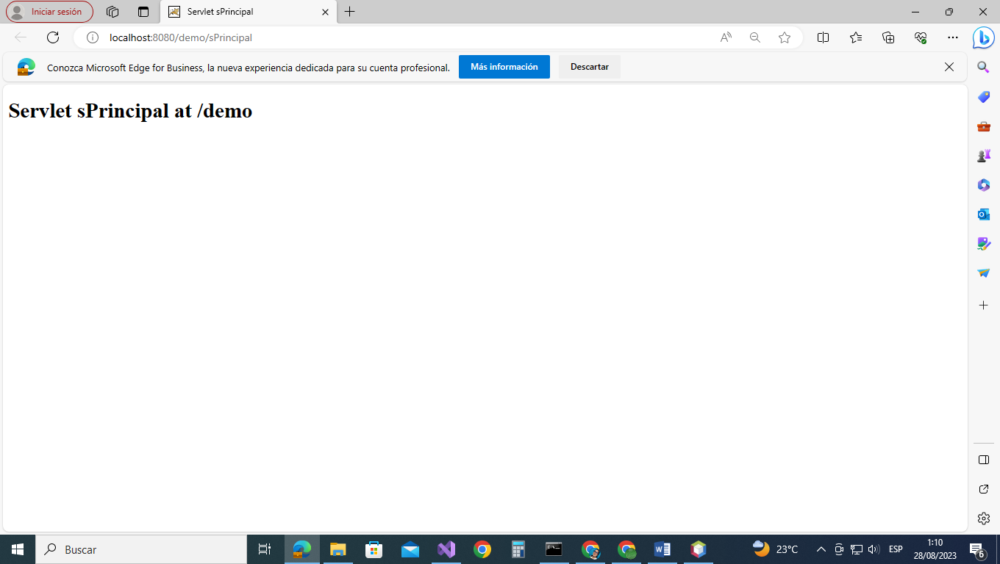 Iniciar sesión
Servlet sPrincipal
localhost:8080/demo/sPrincipal
Conozca Microsoft Edge for Business, la nueva experiencia dedicada para su cuenta profesional.
Más información
Descartar
Servlet sPrincipal at /demo
Buscar
23°C
ESP
1:10
28/08/2023
6